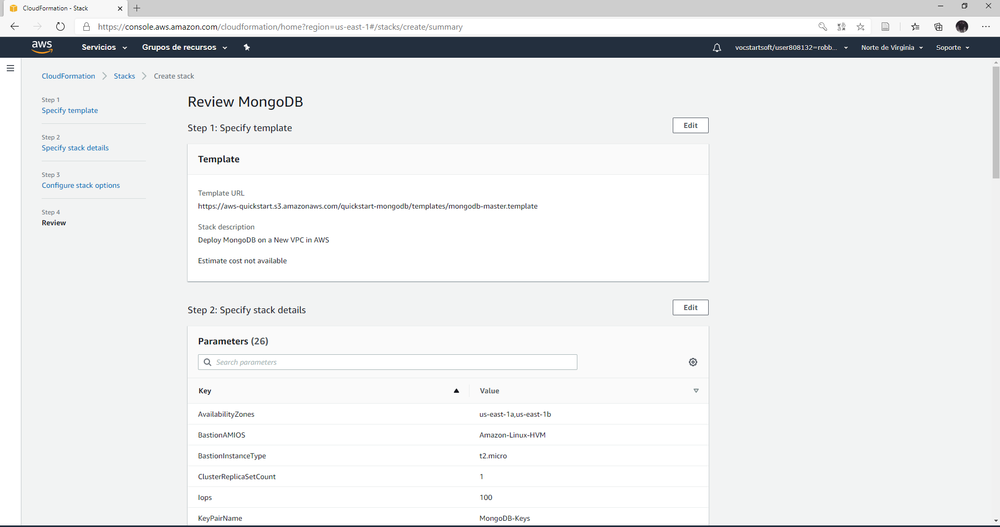 CloudFormation - Stack
https://console.aws.amazon.com/cloudformation/home?region=us-east-1#/stacks/create/summary
aws
Servicios
Grupos de recursos
vocstartsoft/user808132=robb...
Norte de Virginia
Soporte
CloudFormation
Stacks
Create stack
Step 1
Specify template
Step 2
Specify stack details
Step 3
Configure stack options
Step 4
Review
Review MongoDB
Step 1: Specify template
Edit
Template
Template URL
https://aws-quickstart.s3.amazonaws.com/quickstart-mongodb/templates/mongodb-master.template
Stack description
Deploy MongoDB on a New VPC in AWS
Estimate cost not available
Step 2: Specify stack details
Edit
Parameters (26)
Search parameters
Key Value
AvailabilityZones us-east-1a,us-east-1b
BastionAMIOS Amazon-Linux-HVM
BastionInstanceType t2.micro
ClusterReplicaSetCount 1
Iops 100
KeyPairName MongoDB-Keys